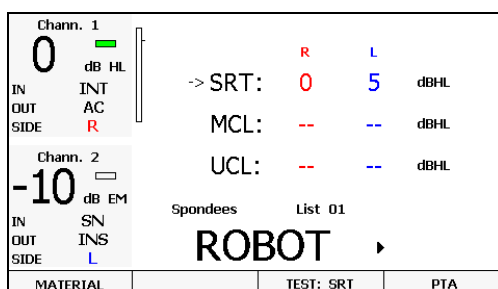 Chann. 1
0 dB HL
IN INT
OUT AC
SIDE R
Chann. 2
-10 dB EM
IN SN
OUT INS
SIDE L
R L
-> SRT: 0 5 dBHL
MCL: -- -- dBHL
UCL: -- -- dBHL
Spondees List 01
ROBOT
MATERIAL TEST: SRT PTA